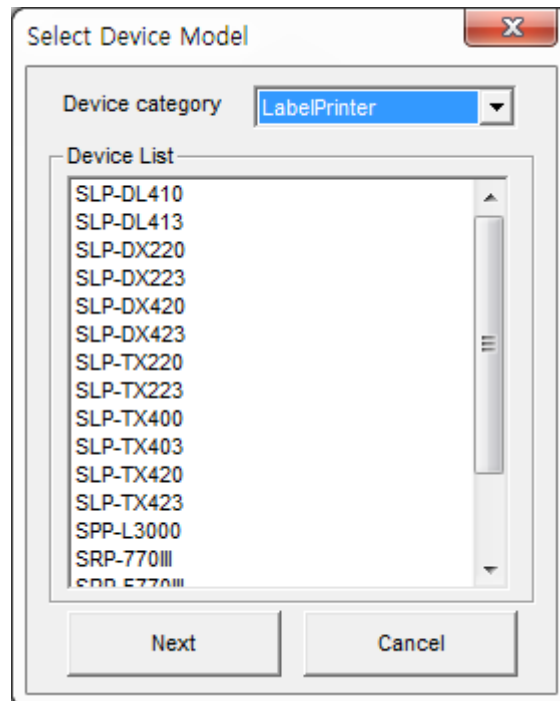 Select Device Model
Device category LabelPrinter
Device List
SLP-DL410
SLP-DL413
SLP-DX220
SLP-DX223
SLP-DX420
SLP-DX423
SLP-TX220
SLP-TX223
SLP-TX400
SLP-TX403
SLP-TX420
SLP-TX423
SPP-L3000
SRP-770III
Next Cancel